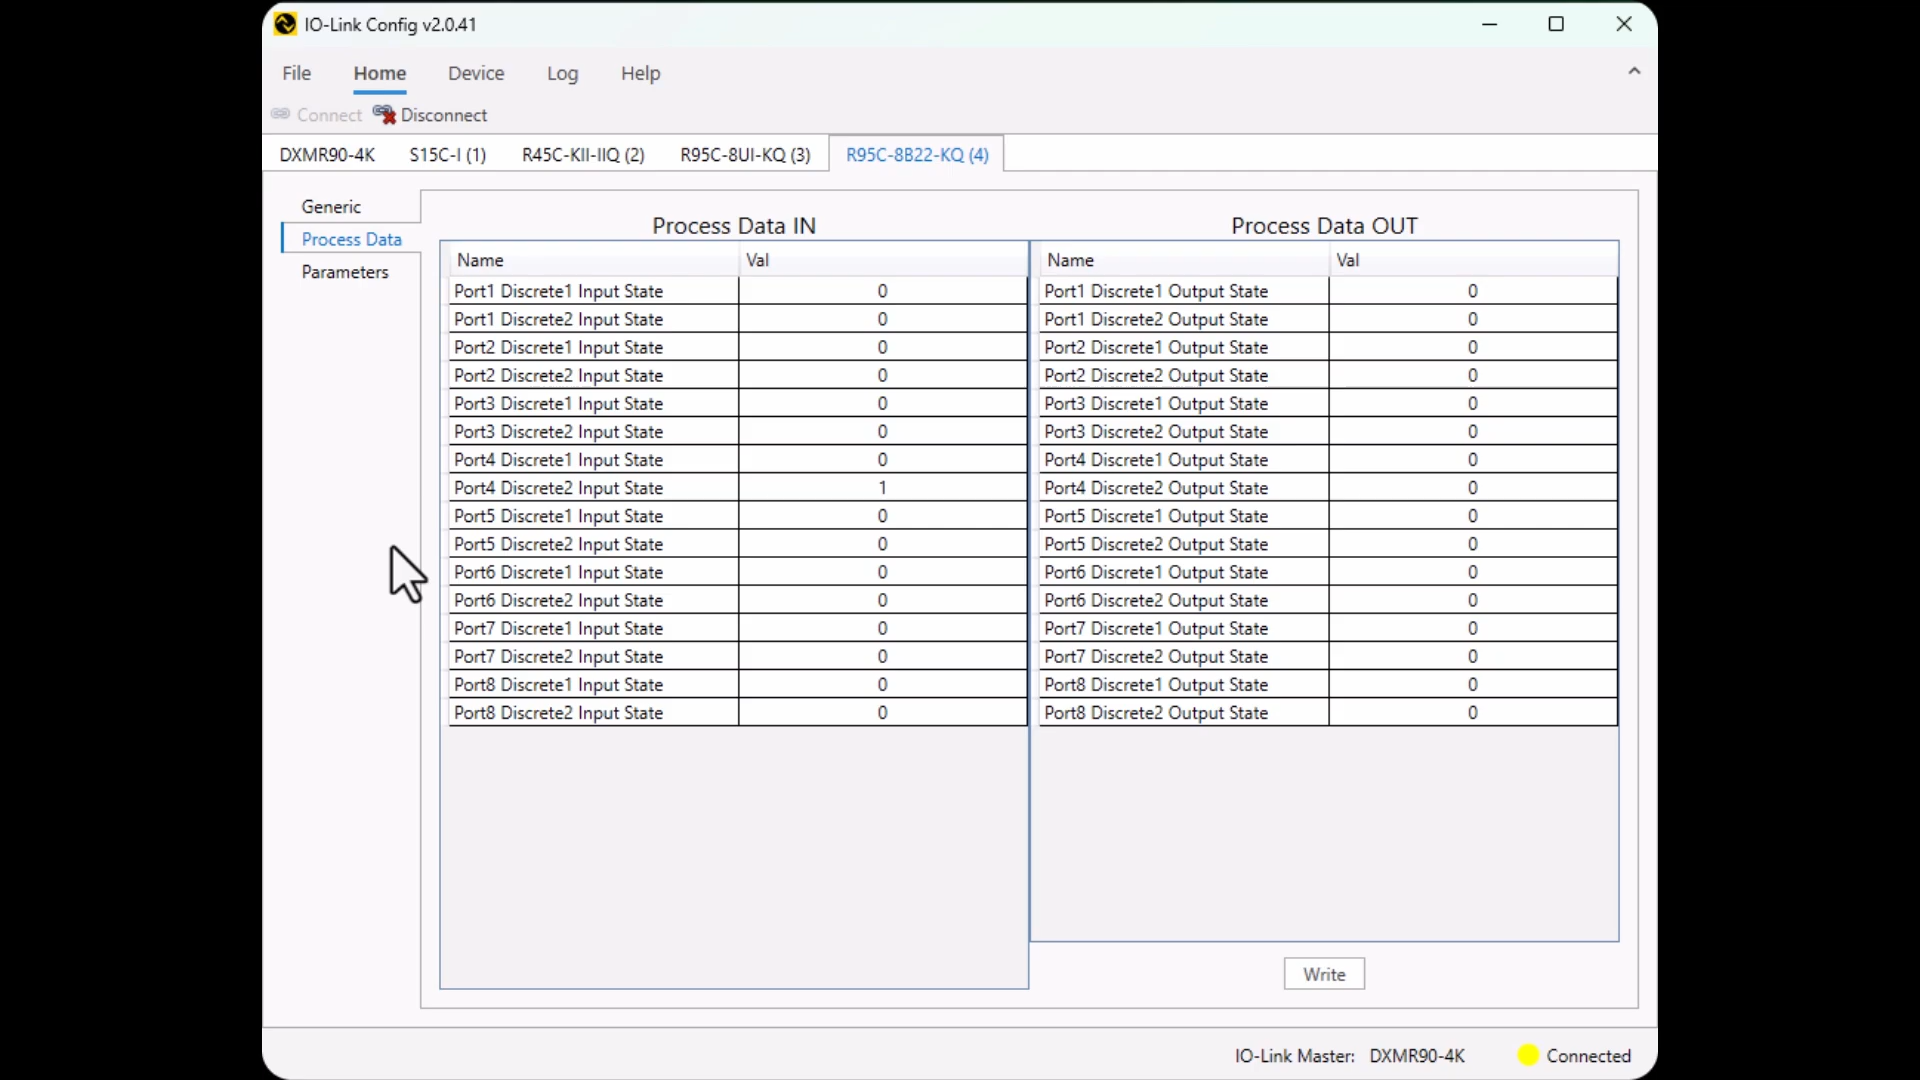 IO-Link Config v2.0.41
File Home Device Log Help
Connect Disconnect
DXMR90-4K S15C-I (1) R45C-KII-IIQ (2) R95C-8UI-KQ (3) R95C-8B22-KQ (4)
Generic
Process Data
Parameters
Process Data IN
Name Val
Port1 Discrete1 Input State 0
Port1 Discrete2 Input State 0
Port2 Discrete1 Input State 0
Port2 Discrete2 Input State 0
Port3 Discrete1 Input State 0
Port3 Discrete2 Input State 0
Port4 Discrete1 Input State 0
Port4 Discrete2 Input State 1
Port5 Discrete1 Input State 0
Port5 Discrete2 Input State 0
Port6 Discrete1 Input State 0
Port6 Discrete2 Input State 0
Port7 Discrete1 Input State 0
Port7 Discrete2 Input State 0
Port8 Discrete1 Input State 0
Port8 Discrete2 Input State 0
Process Data OUT
Name Val
Port1 Discrete1 Output State 0
Port1 Discrete2 Output State 0
Port2 Discrete1 Output State 0
Port2 Discrete2 Output State 0
Port3 Discrete1 Output State 0
Port3 Discrete2 Output State 0
Port4 Discrete1 Output State 0
Port4 Discrete2 Output State 0
Port5 Discrete1 Output State 0
Port5 Discrete2 Output State 0
Port6 Discrete1 Output State 0
Port6 Discrete2 Output State 0
Port7 Discrete1 Output State 0
Port7 Discrete2 Output State 0
Port8 Discrete1 Output State 0
Port8 Discrete2 Output State 0
Write
IO-Link Master: DXMR90-4K Connected